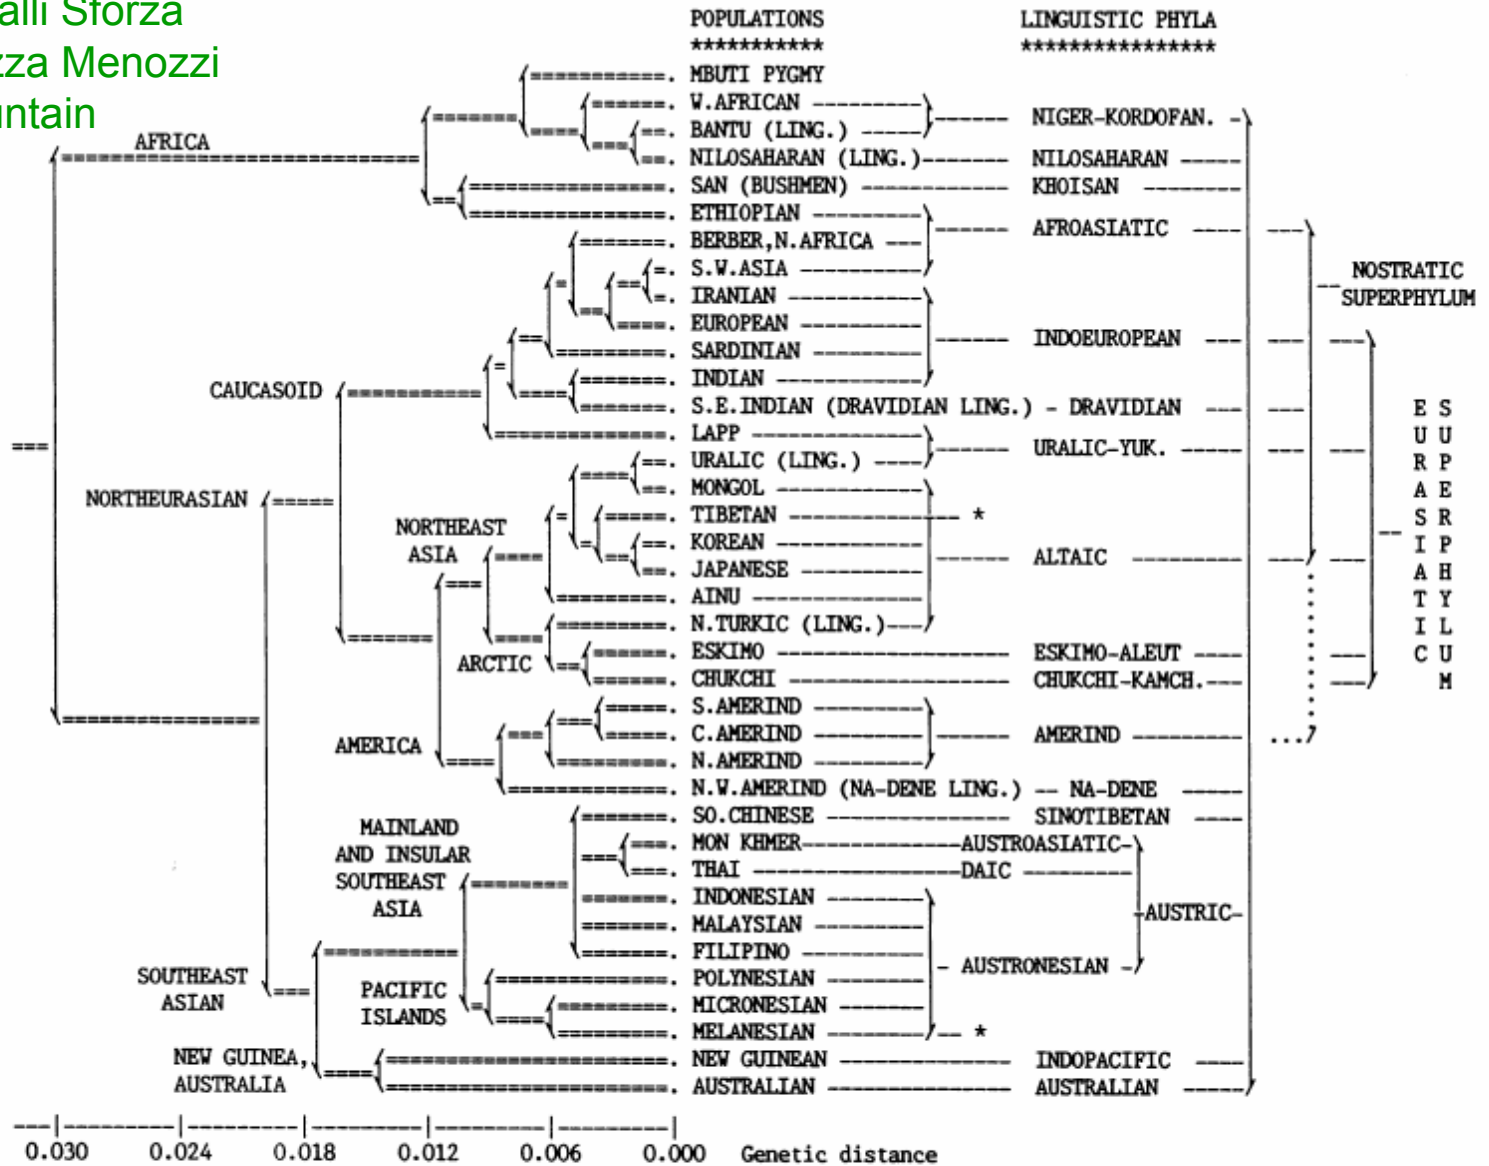 alli Sforza
zza Menozzi
untain
POPULATIONS LINGUISTIC PHYLA
*********** ****************
MBUTI PYGMY
W.AFRICAN
NIGER-KORDOFAN.
BANTU (LING.)
AFRICA
NILOSAHARAN (LING.) NILOSAHARAN
SAN (BUSHMEN) KHOISAN
ETHIOPIAN
AFROASIATIC
BERBER,N.AFRICA
S.W.ASIA
NOSTRATIC
SUPERPHYLUM
IRANIAN
EUROPEAN
INDOEUROPEAN
SARDINIAN
INDIAN
CAUCASOID
S.E.INDIAN (DRAVIDIAN LING.) - DRAVIDIAN
LAPP
URALIC-YUK.
URALIC (LING.)
MONGOL
NORTHEURASIAN
TIBETAN *
NORTHEAST
ASIA
KOREAN
ALTAIC
JAPANESE
AINU
N.TURKIC (LING.)
ARCTIC
ESKIMO ESKIMO-ALEUT
CHUKCHI CHUKCHI-KAMCH.
EURASIATIC
SUPERPHYLUM
S.AMERIND
C.AMERIND AMERIND
AMERICA
N.AMERIND
N.W.AMERIND (NA-DENE LING.) -- NA-DENE
SO.CHINESE SINOTIBETAN
MAINLAND
AND INSULAR
SOUTHEAST
ASIA
MON KHMER AUSTROASIATIC
THAI DAIC
INDONESIAN
AUSTRIC
MALAYSIAN
FILIPINO
AUSTRONESIAN
SOUTHEAST
ASIAN
POLYNESIAN
PACIFIC
ISLANDS
MICRONESIAN
MELANESIAN *
NEW GUINEA,
AUSTRALIA
NEW GUINEAN INDOPACIFIC
AUSTRALIAN AUSTRALIAN
0.030 0.024 0.018 0.012 0.006 0.000 Genetic distance